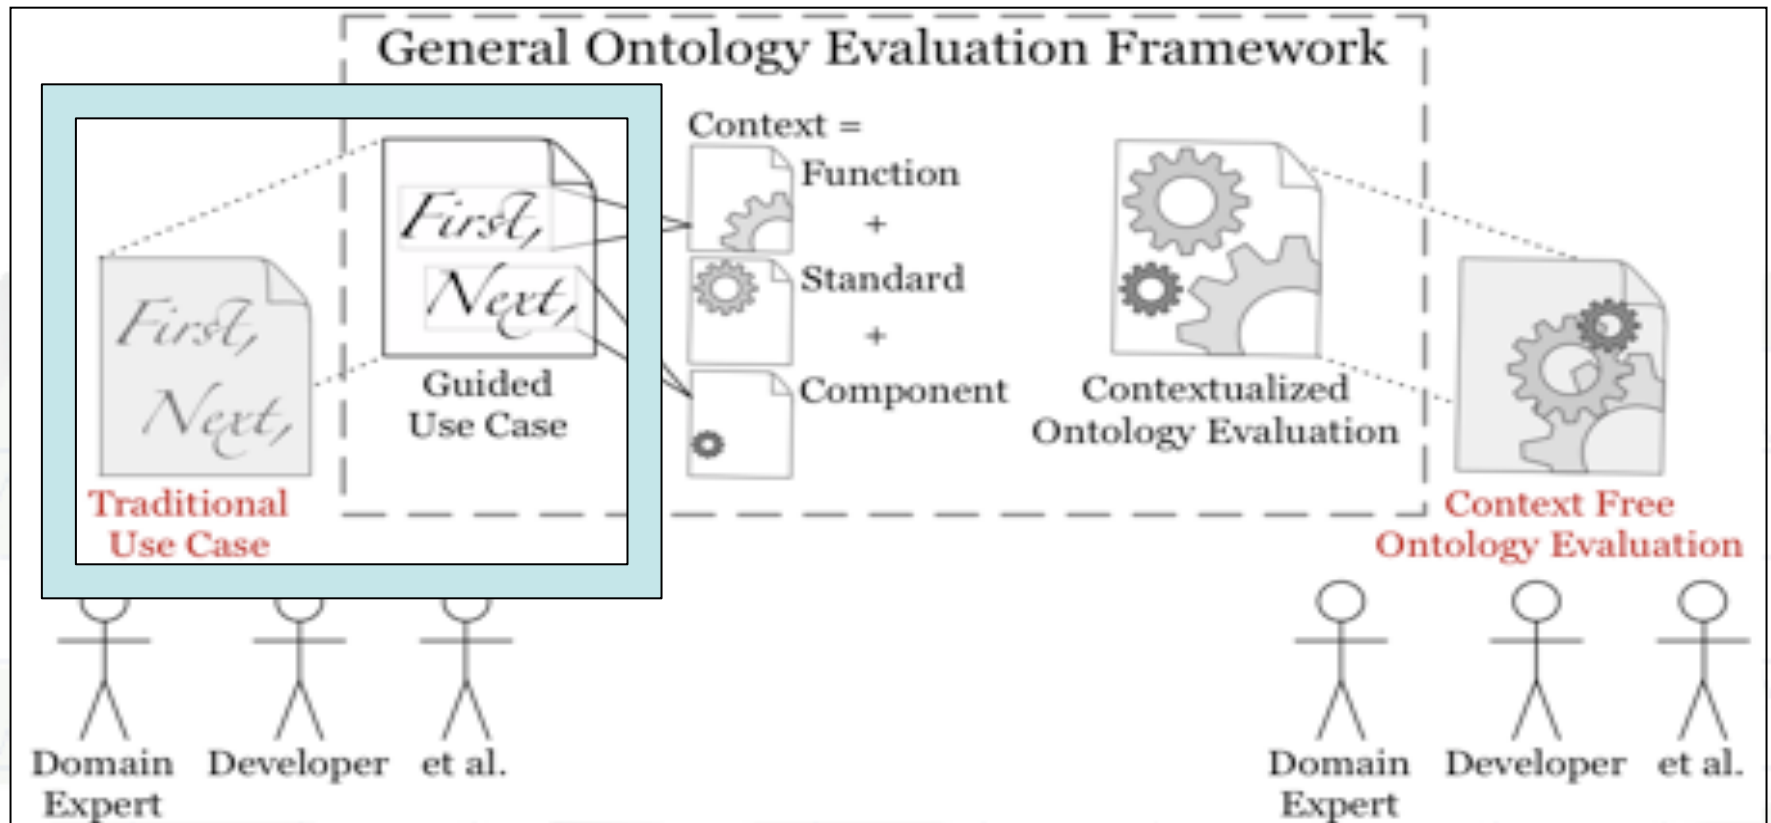 General Ontology Evaluation Framework
Context =
Function
+
Standard
+
Component
First,
Next,
Guided
Use Case
First,
Next,
Traditional
Use Case
Contextualized
Ontology Evaluation
Context Free
Ontology Evaluation
Domain
Expert
Developer
et al.
Domain
Expert
Developer
et al.